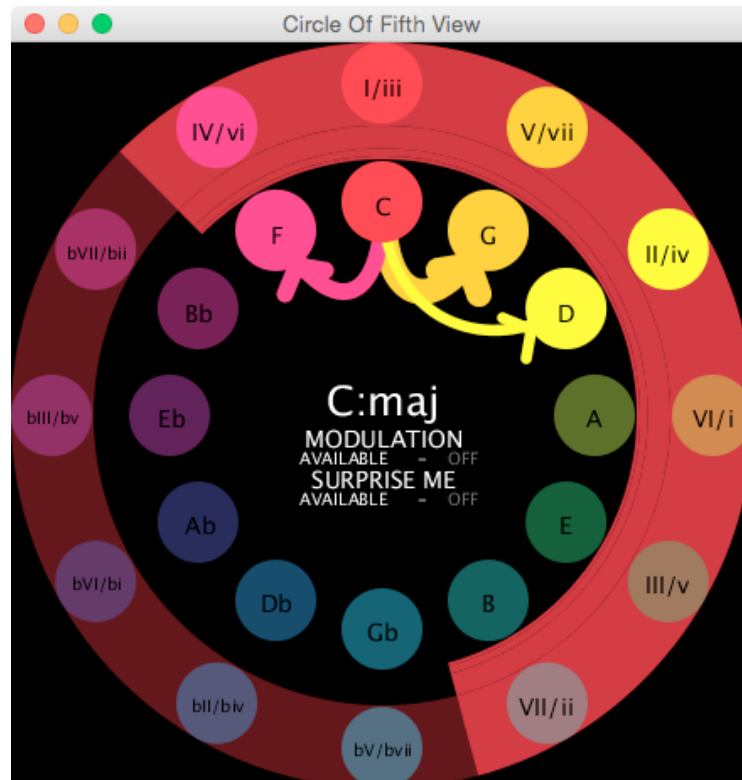 Circle Of Fifth View
I/iii
IV/vi
V/vii
C
F
G
bVII/bii
II/iv
Bb
D
C:maj
bIII/bv
Eb
A
VI/i
MODULATION
AVAILABLE - OFF
SURPRISE ME
AVAILABLE - OFF
Ab
E
bVI/bi
III/v
Db
B
Gb
bII/biv
VII/ii
bV/bvii